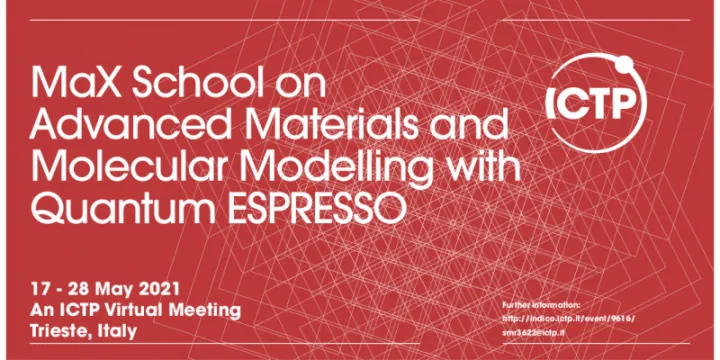 MaX School on
Advanced Materials and
Molecular Modelling with
Quantum ESPRESSO
ICTP
17 - 28 May 2021
An ICTP Virtual Meeting
Trieste, Italy
Further information:
http://indico.ictp.it/event/9616/
smr3622@ictp.it